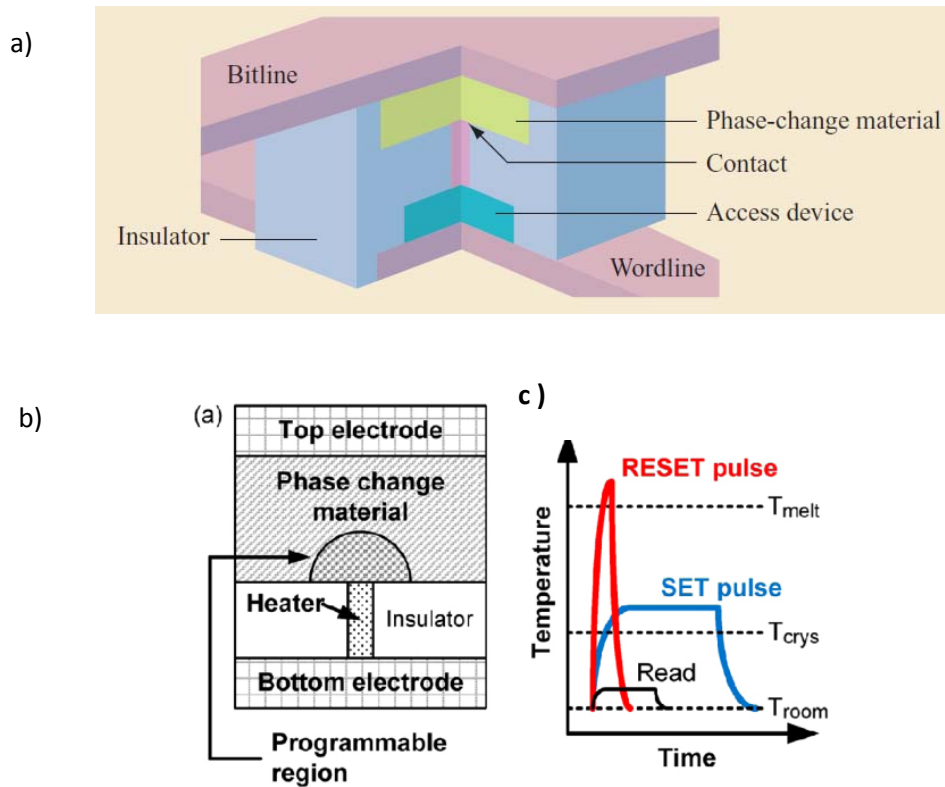 a)
Bitline
Phase-change material
Contact
Access device
Insulator
Wordline
b)
(a)
Top electrode
Phase change
material
Heater
Insulator
Bottom electrode
Programmable
region
c )
RESET pulse
Tmelt
SET pulse
Tcrys
Read
Troom
Temperature
Time